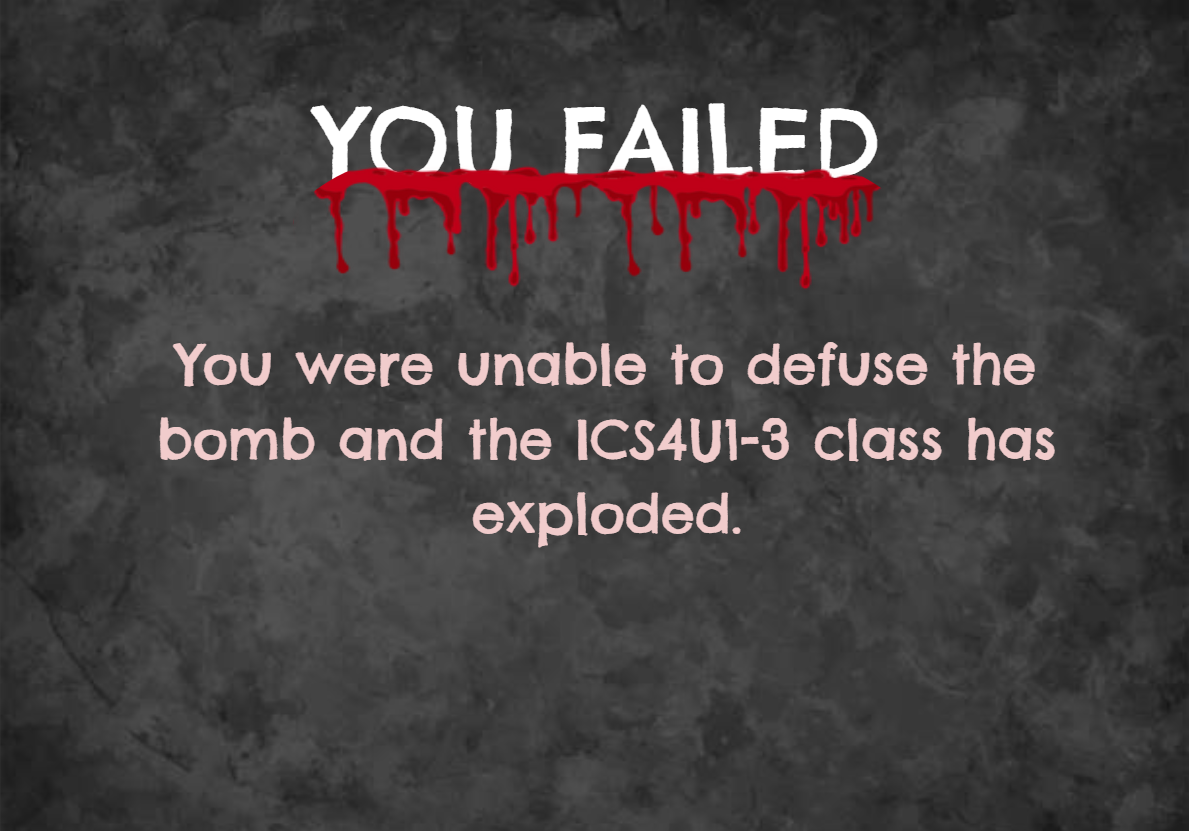 YOU FAILED
You were unable to defuse the
bomb and the ICS4U1-3 class has
exploded.